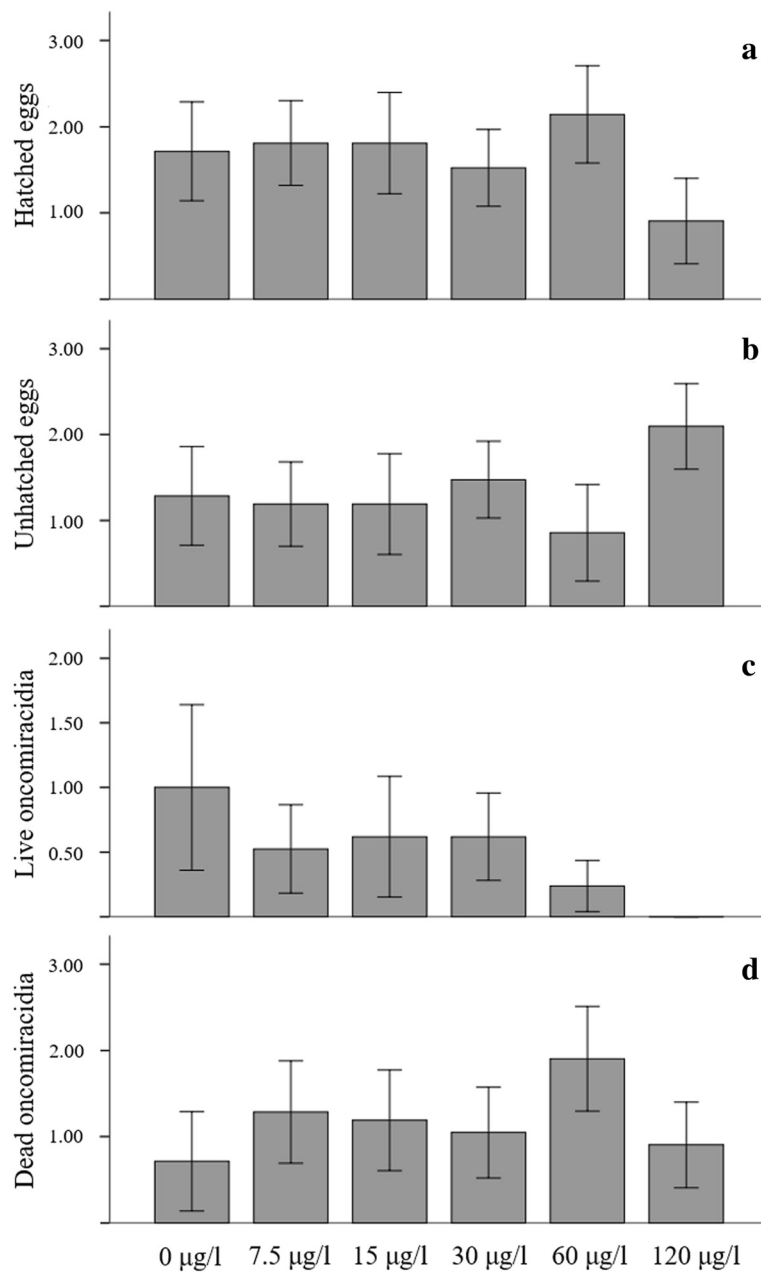 a
Hatched eggs
3.00
2.00
1.00
b
Unhatched eggs
3.00
2.00
1.00
c
Live oncomiracidia
2.00
1.50
1.00
0.50
d
Dead oncomiracidia
3.00
2.00
1.00
0 µg/l 7.5 µg/l 15 µg/l 30 µg/l 60 µg/l 120 µg/l